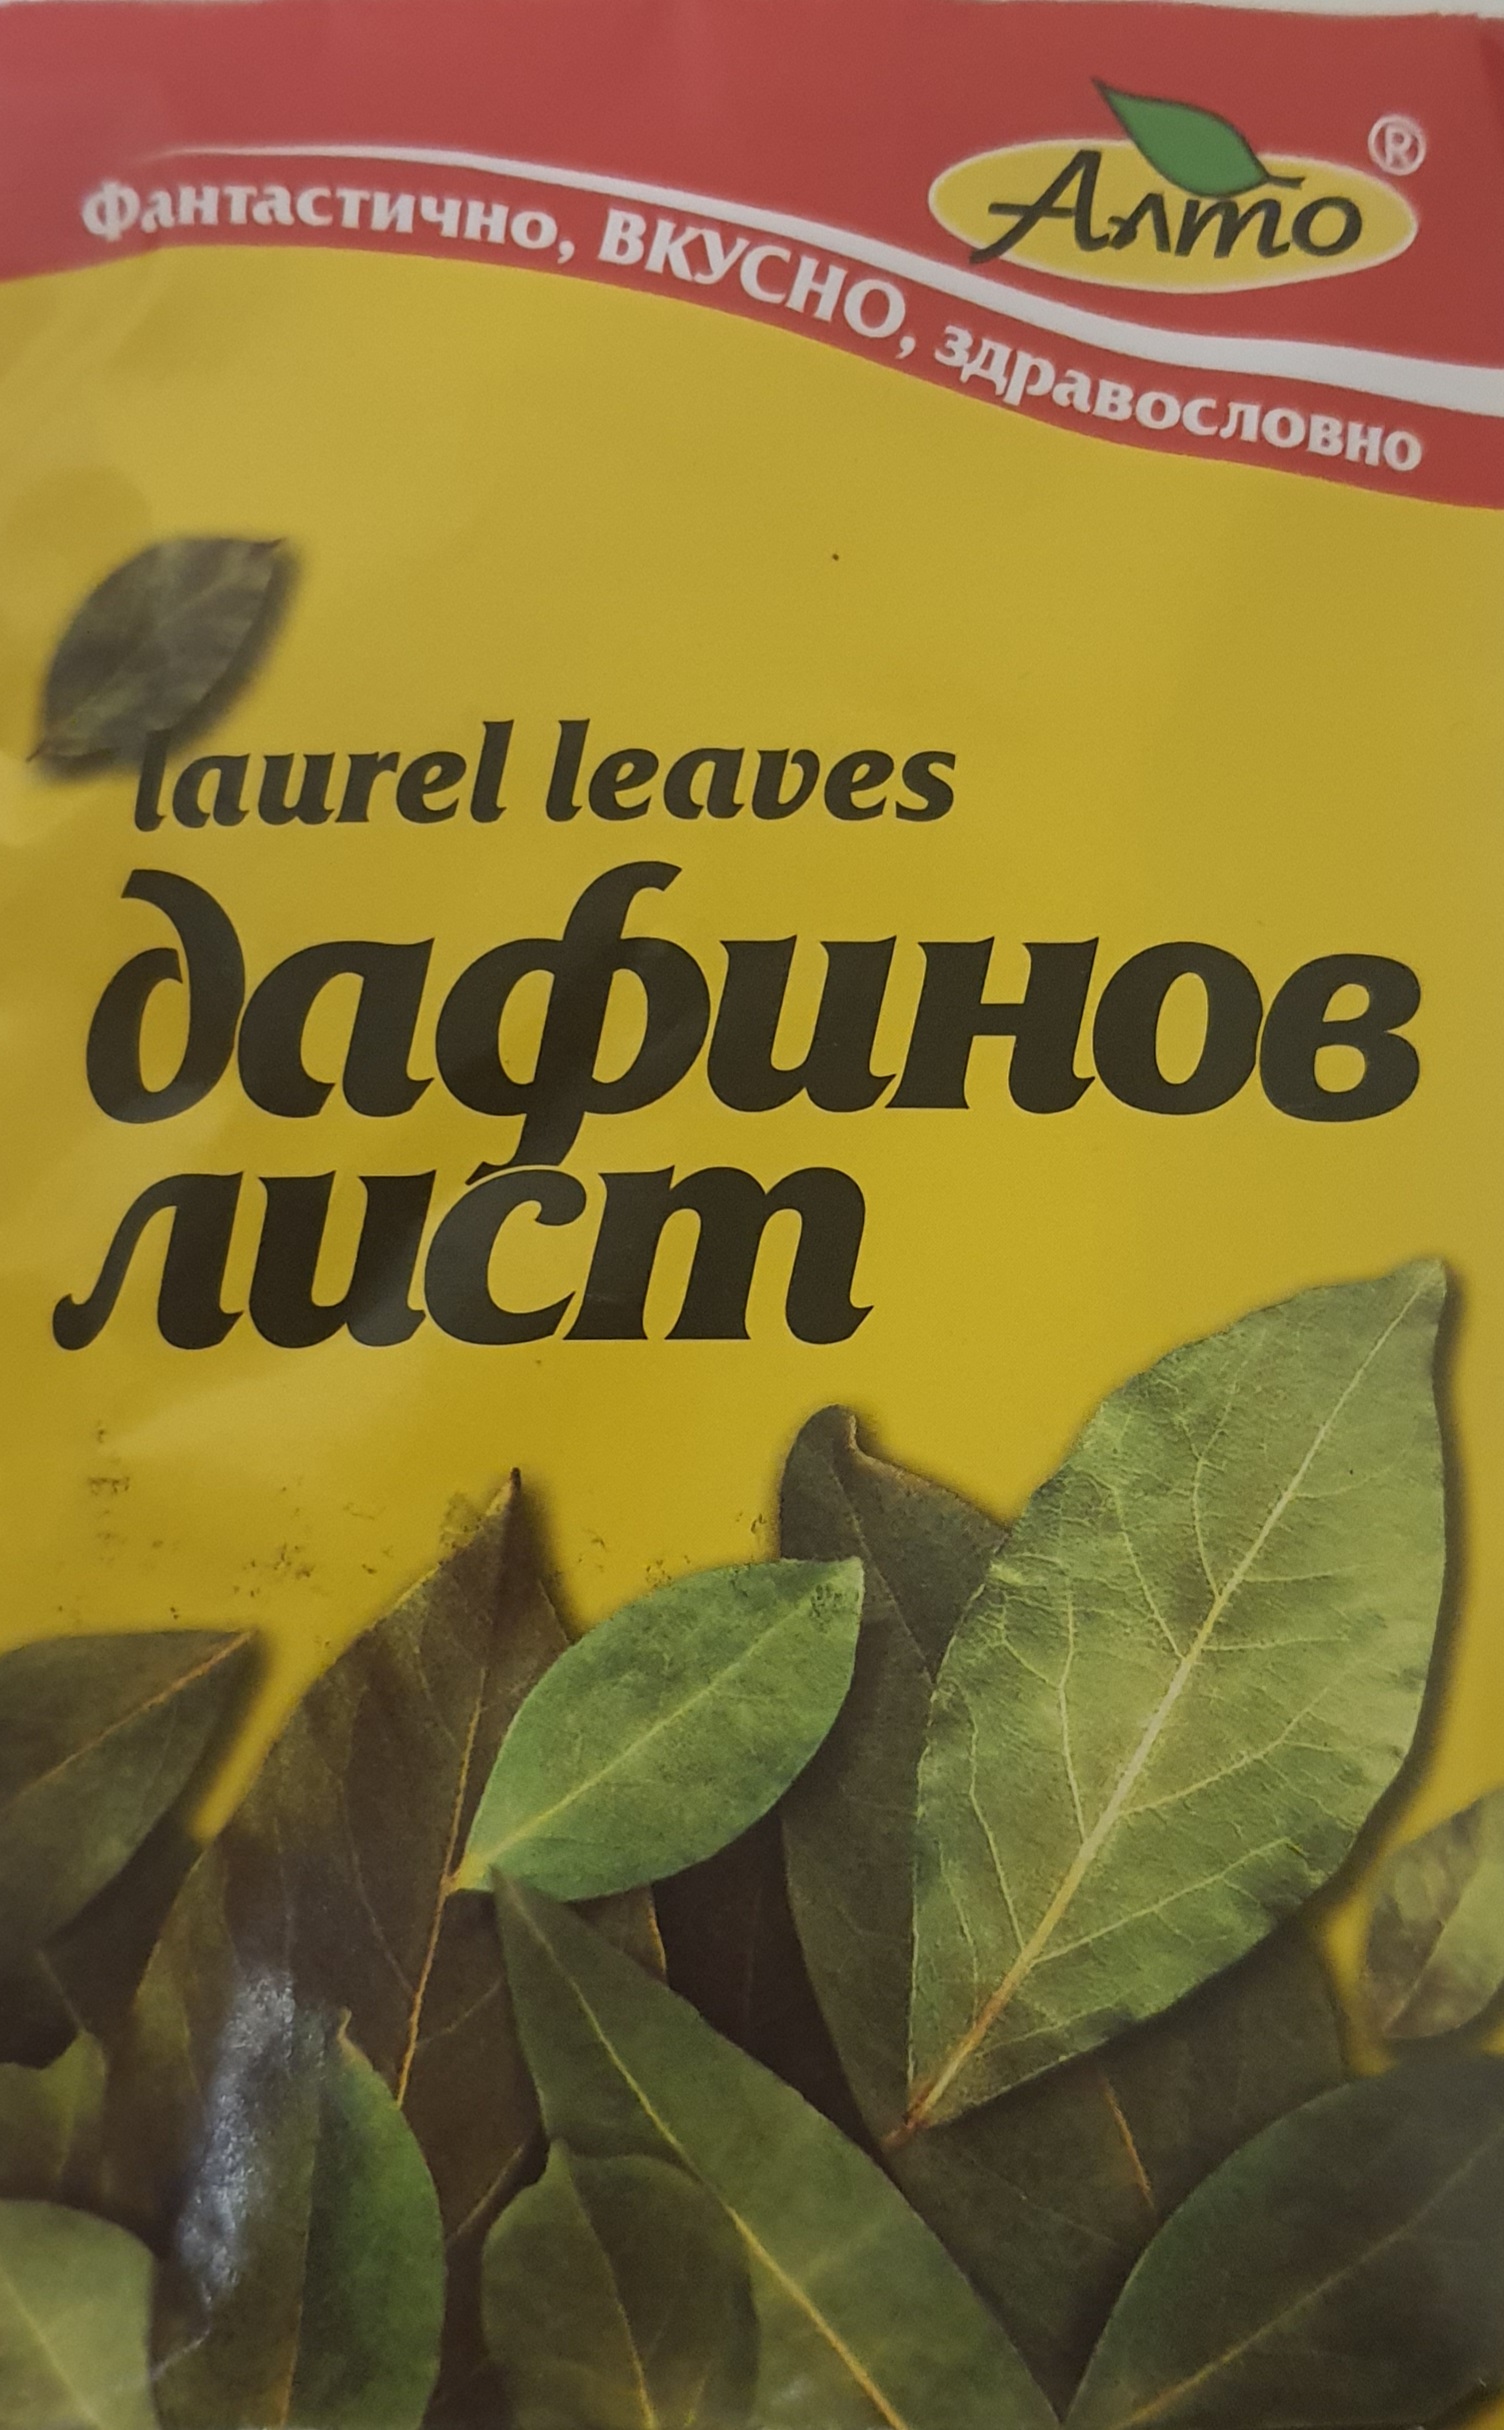 Алто®
Фантастично, ВКУСНО, здравословно
laurel leaves
дафинов
лист